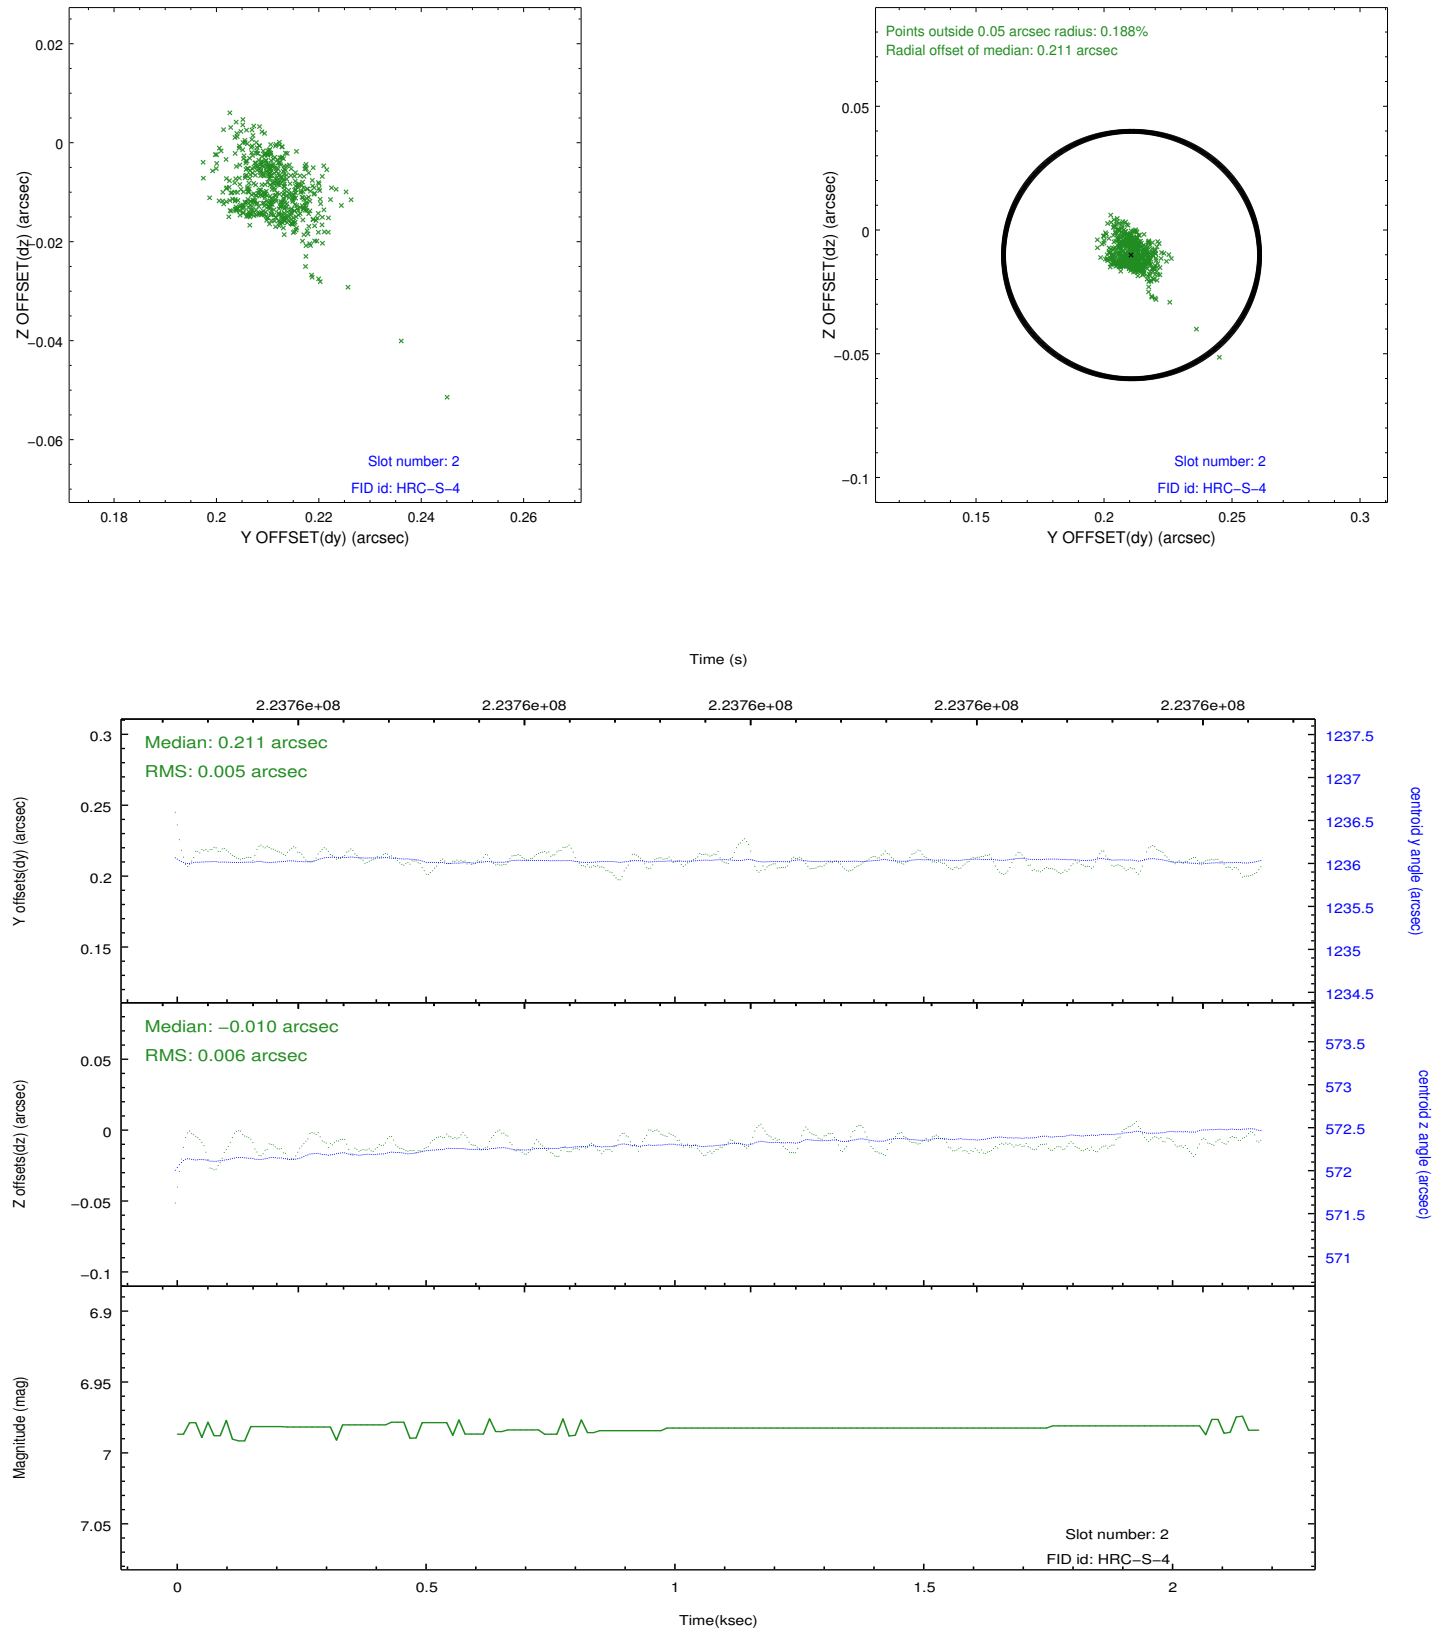 0.02
0
−0.02
−0.04
−0.06
Z OFFSET(dz) (arcsec)
Slot number: 2
FID id: HRC−S−4
0.18 0.2 0.22 0.24 0.26
Y OFFSET(dy) (arcsec)
Points outside 0.05 arcsec radius: 0.188%
Radial offset of median: 0.211 arcsec
0.05
0
−0.05
−0.1
Z OFFSET(dz) (arcsec)
Slot number: 2
FID id: HRC−S−4
0.15 0.2 0.25 0.3
Y OFFSET(dy) (arcsec)
Time (s)
2.2376e+08 2.2376e+08 2.2376e+08 2.2376e+08 2.2376e+08
Median: 0.211 arcsec
RMS: 0.005 arcsec
0.3
0.25
0.2
0.15
Y offsets(dy) (arcsec)
1237.5
1237
1236.5
1236
1235.5
1235
1234.5
centroid y angle (arcsec)
Median: −0.010 arcsec
RMS: 0.006 arcsec
0.05
0
−0.05
−0.1
Z offsets(dz) (arcsec)
573.5
573
572.5
572
571.5
571
centroid z angle (arcsec)
6.9
6.95
7
7.05
Magnitude (mag)
Slot number: 2
FID id: HRC−S−4
0 0.5 1 1.5 2
Time(ksec)